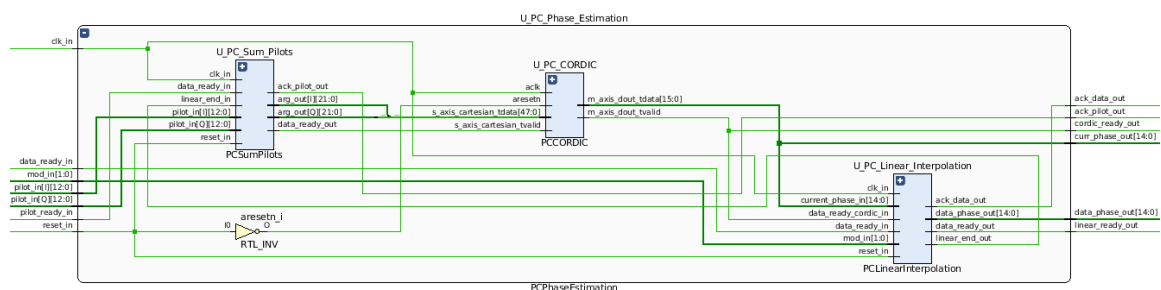 U_PC_Phase_Estimation
clk_in
U_PC_Sum_Pilots
clk_in
data_ready_in
linear_end_in
pilot_in[I][12:0]
pilot_in[Q][12:0]
reset_in
ack_pilot_out
arg_out[I][21:0]
arg_out[Q][21:0]
data_ready_out
PCSumPilots
U_PC_CORDIC
aclk
aresetn
s_axis_cartesian_tdata[47:0]
s_axis_cartesian_tvalid
m_axis_dout_tdata[15:0]
m_axis_dout_tvalid
PCCORDIC
ack_data_out
ack_pilot_out
cordic_ready_out
curr_phase_out[14:0]
data_ready_in
mod_in[1:0]
pilot_in[I][12:0]
pilot_in[Q][12:0]
pilot_ready_in
reset_in
aresetn_i
I0
O
RTL_INV
U_PC_Linear_Interpolation
clk_in
current_phase_in[14:0]
data_ready_cordic_in
data_ready_in
mod_in[1:0]
reset_in
ack_data_out
data_phase_out[14:0]
data_ready_out
linear_end_out
PCLinearInterpolation
data_phase_out[14:0]
linear_ready_out
PCPhaseEstimation